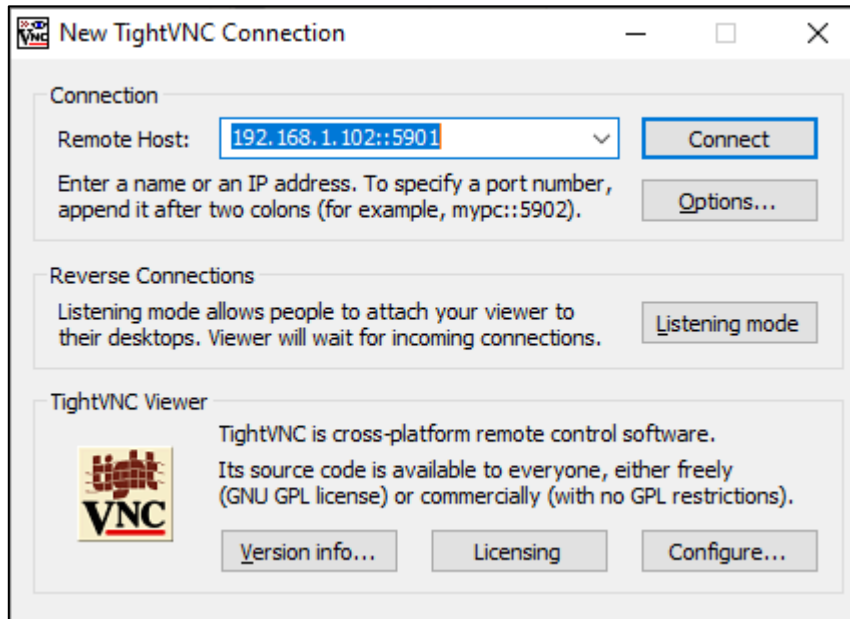 New TightVNC Connection
Connection
Remote Host: 192.168.1.102::5901 Connect
Enter a name or an IP address. To specify a port number,
append it after two colons (for example, mypc::5902).
Options...
Reverse Connections
Listening mode allows people to attach your viewer to
their desktops. Viewer will wait for incoming connections.
Listening mode
TightVNC Viewer
tight
VNC
TightVNC is cross-platform remote control software.
Its source code is available to everyone, either freely
(GNU GPL license) or commercially (with no GPL restrictions).
Version info... Licensing Configure...